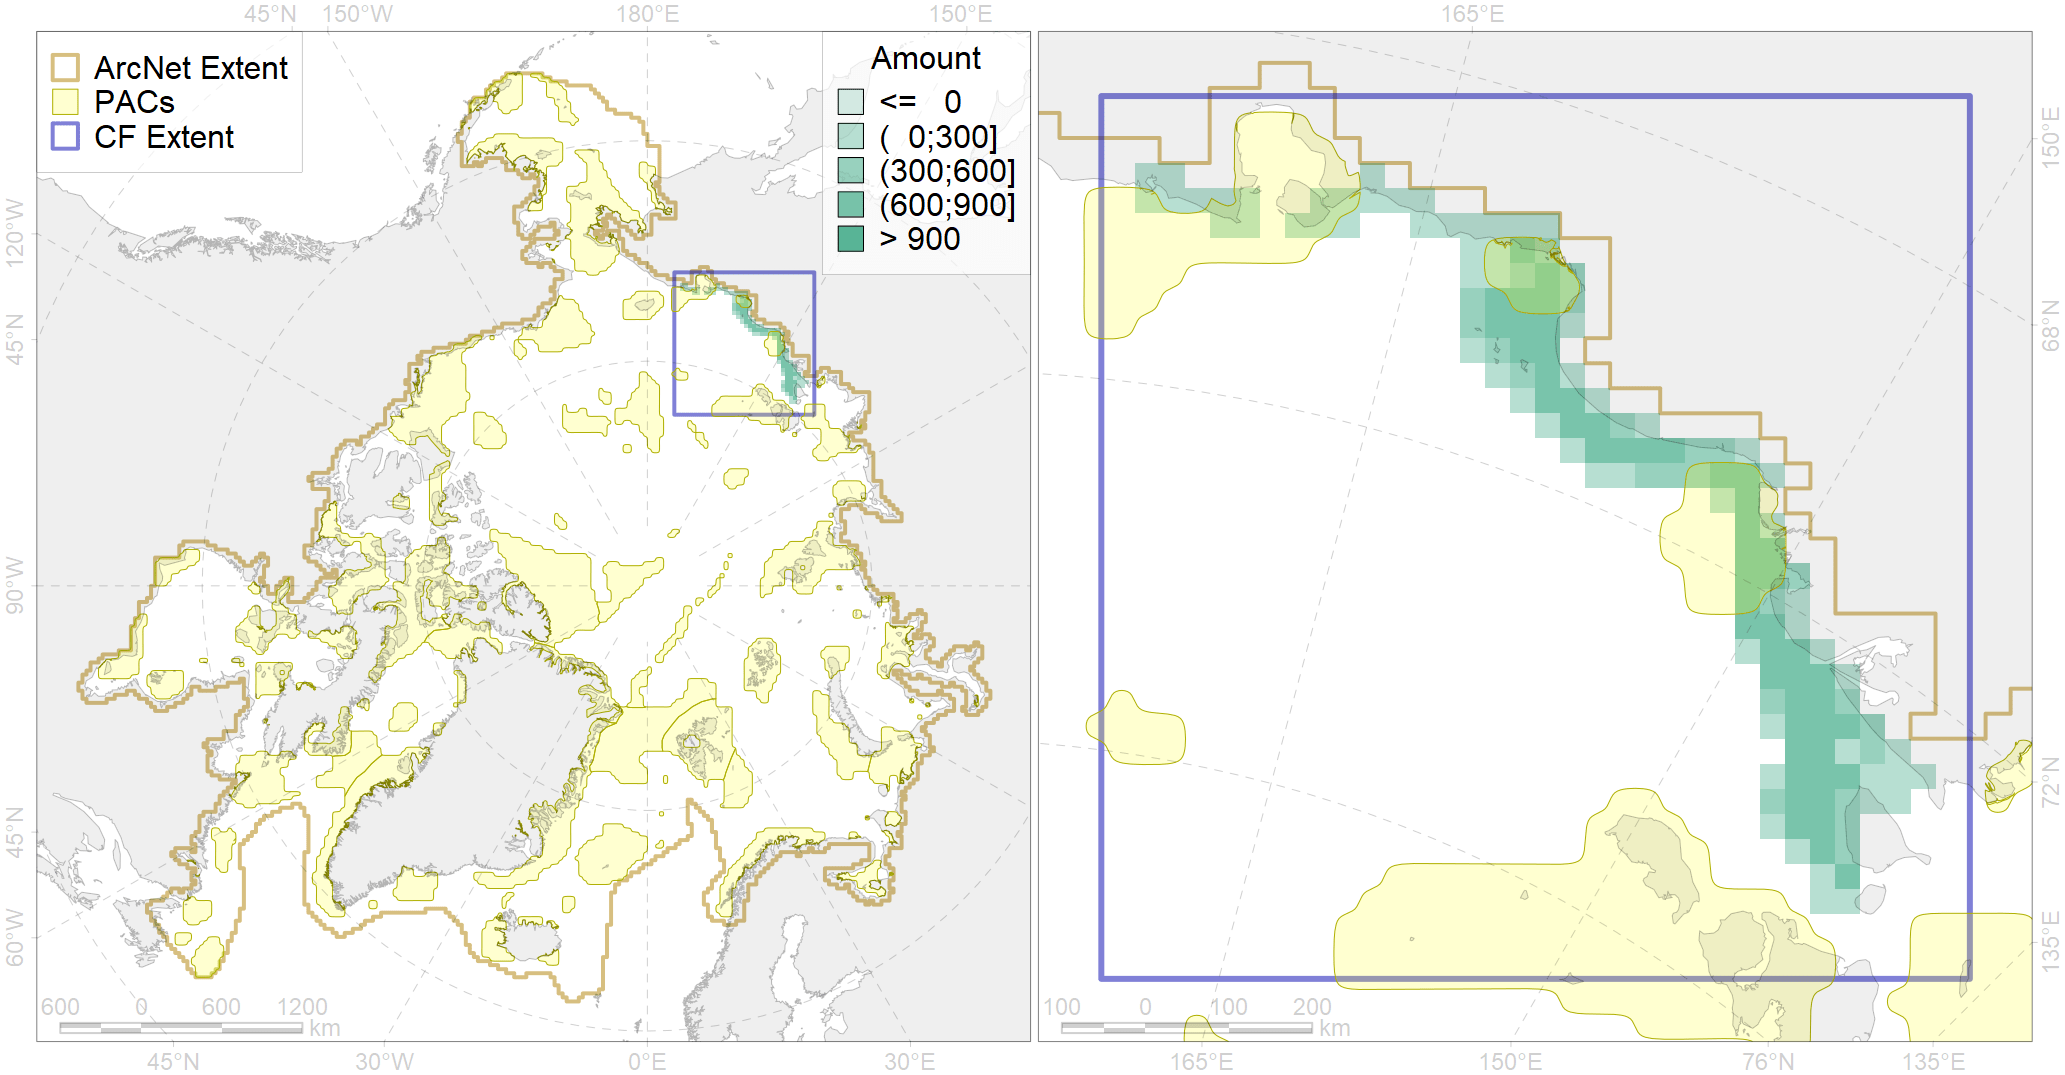 45°N 150°W 180°E 150°E 165°E
ArcNet Extent
PACs
CF Extent
Amount
<= 0
( 0;300]
(300;600]
(600;900]
> 900
120°W
45°N
90°W
45°N
60°W
150°E
68°N
72°N
135°E
600 0 600 1200
km
100 0 100 200
km
45°N 30°W 0°E 30°E 165°E 150°E 76°N 135°E